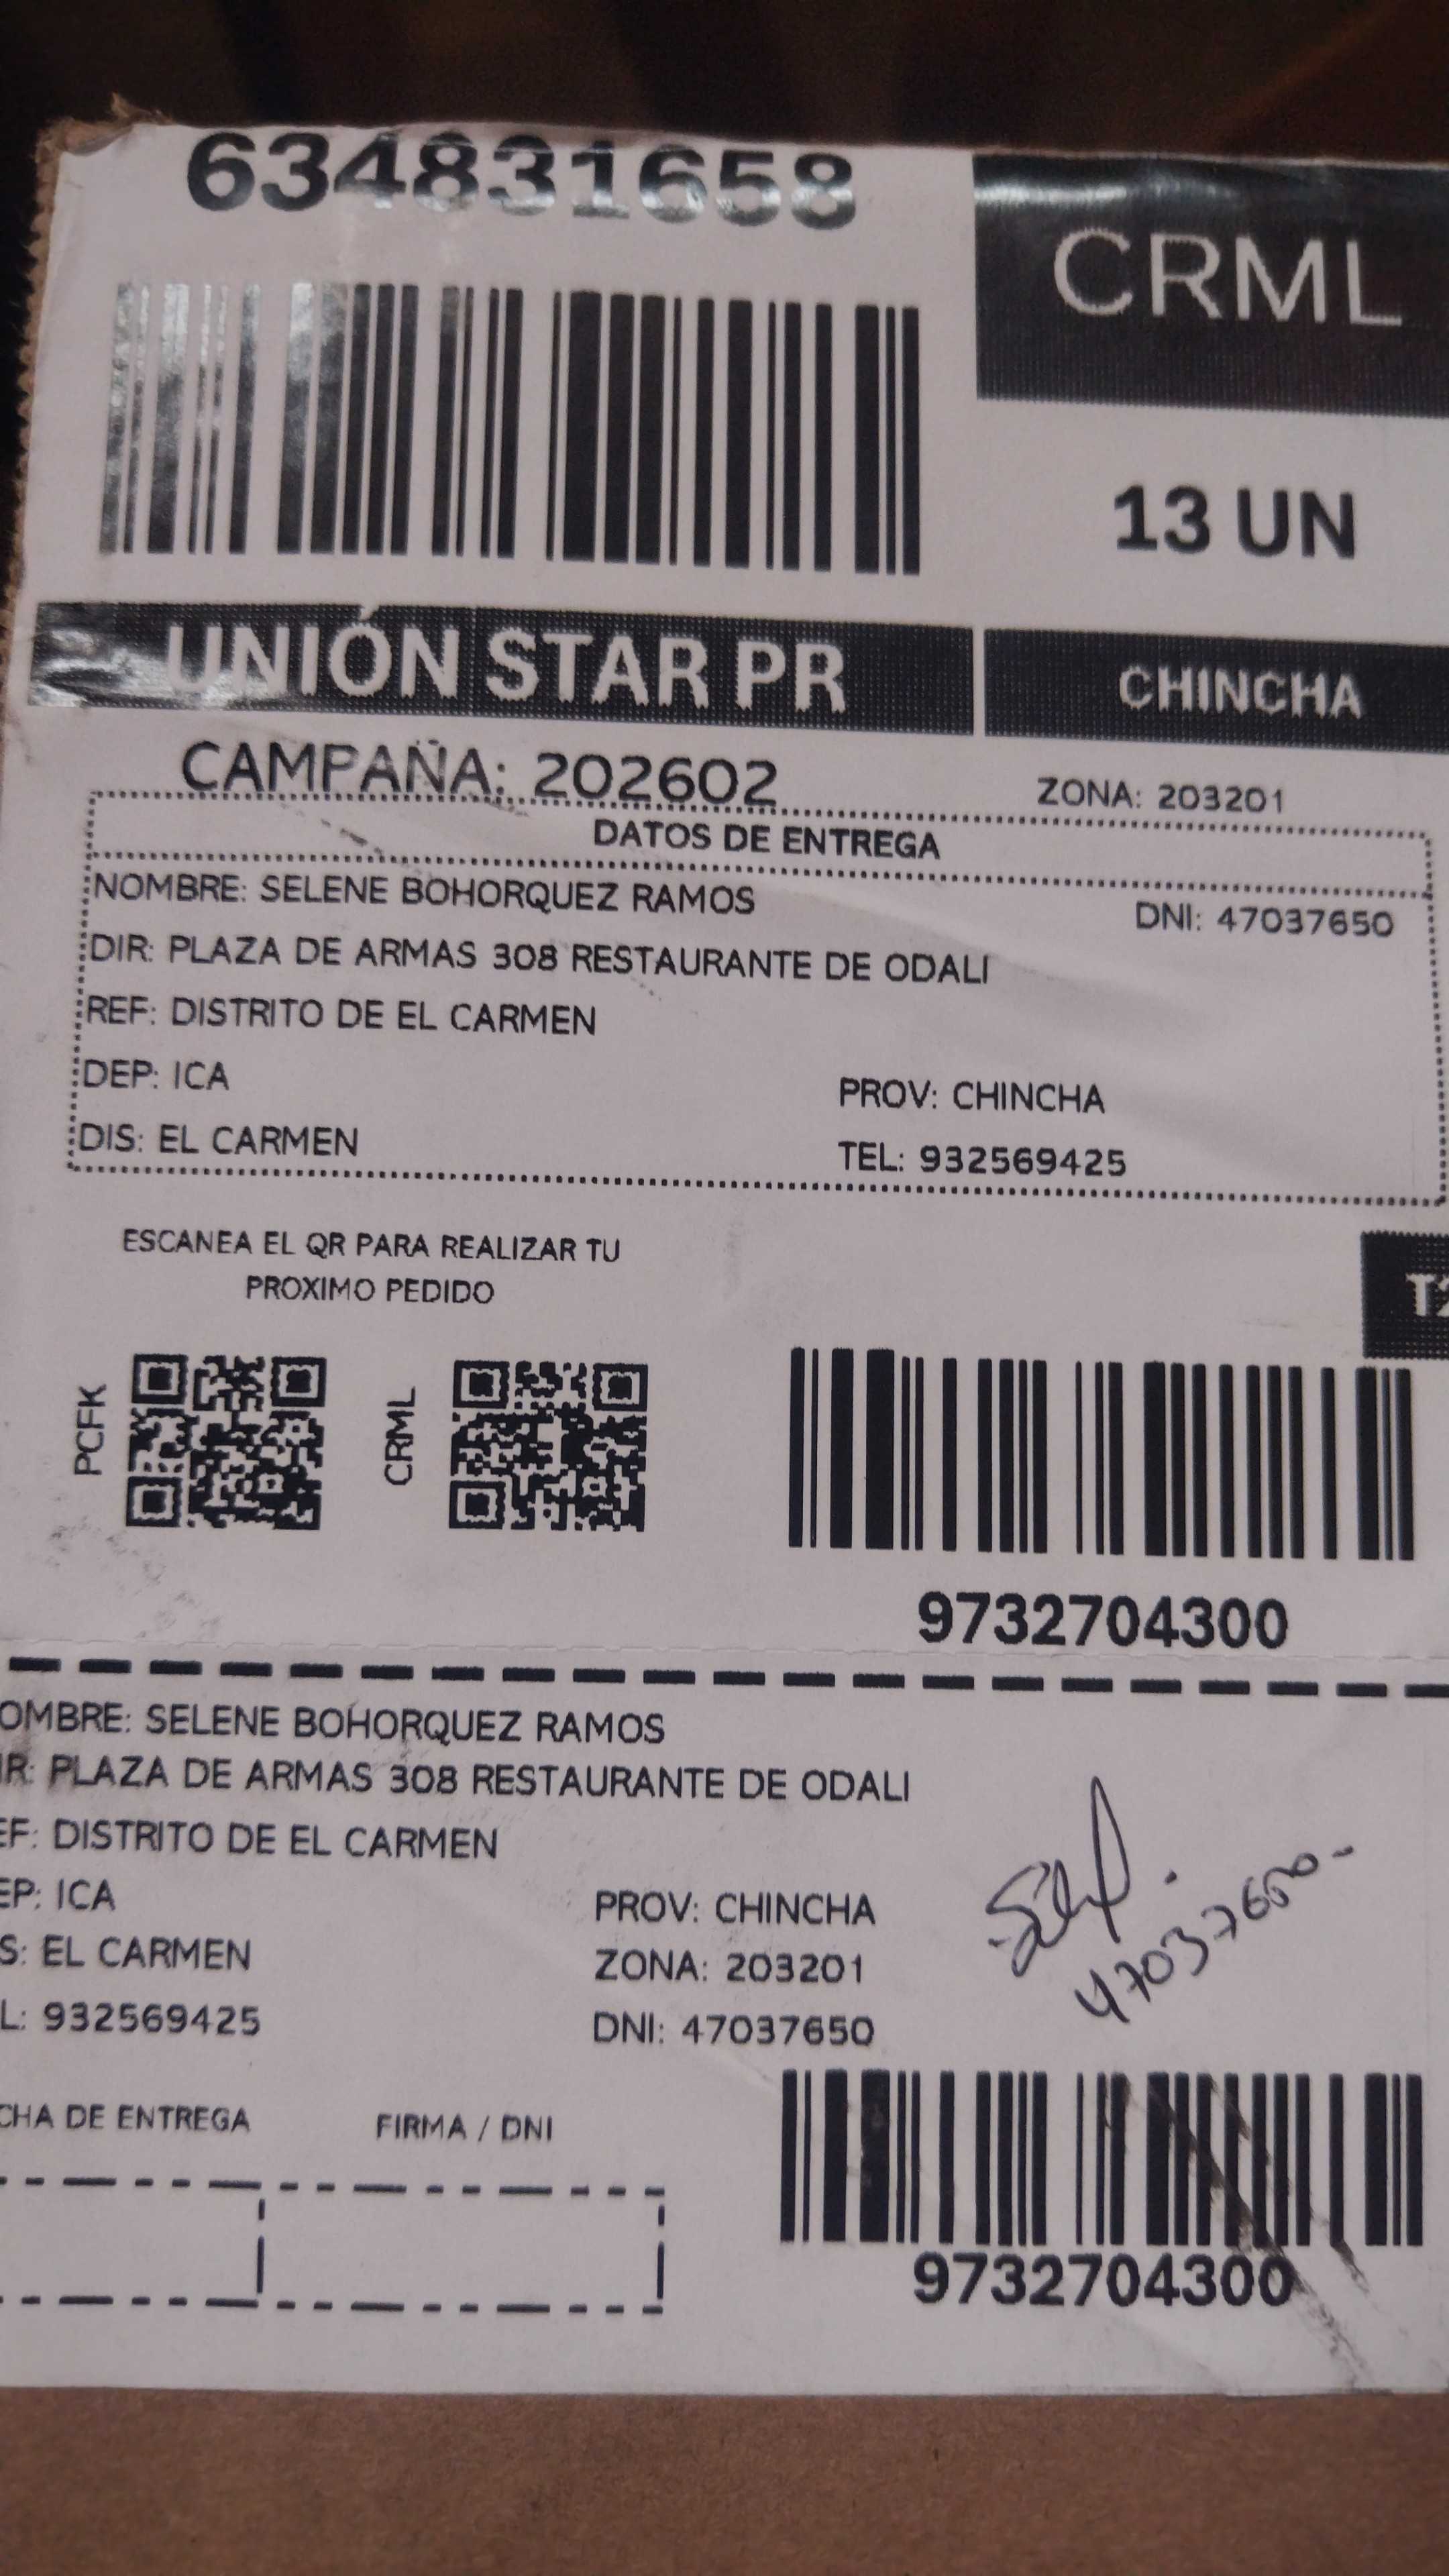 634831658
CRML
13 UN
UNIÓN STAR PR
CHINCHA
CAMPAÑA: 202602
ZONA: 203201
DATOS DE ENTREGA
NOMBRE: SELENE BOHORQUEZ RAMOS
DNI: 47037650
DIR: PLAZA DE ARMAS 308 RESTAURANTE DE ODALI
REF: DISTRITO DE EL CARMEN
DEP: ICA
PROV: CHINCHA
DIS: EL CARMEN
TEL: 932569425
ESCANEA EL QR PARA REALIZAR TU
PROXIMO PEDIDO
PCFK
CRML
9732704300
OMBRE: SELENE BOHORQUEZ RAMOS
IR: PLAZA DE ARMAS 308 RESTAURANTE DE ODALI
EF: DISTRITO DE EL CARMEN
EP: ICA
PROV: CHINCHA
S: EL CARMEN
ZONA: 203201
L: 932569425
DNI: 47037650
47037650-
CHA DE ENTREGA
FIRMA / DNI
9732704300